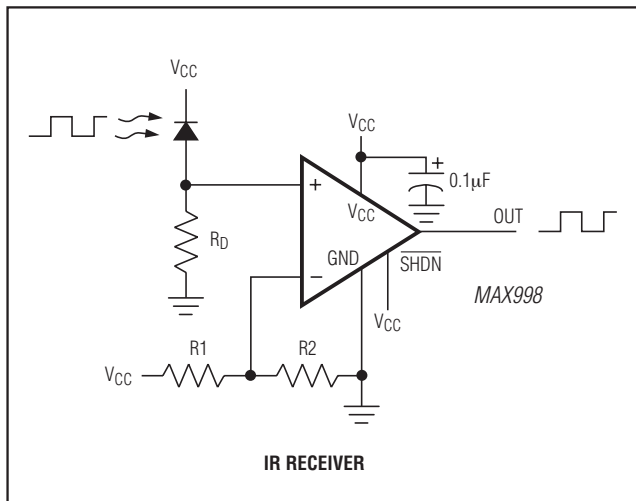 VCC
VCC
+
0.1µF
+
VCC
OUT
RD
GND
SHDN
−
MAX998
VCC
R1
R2
VCC
IR RECEIVER